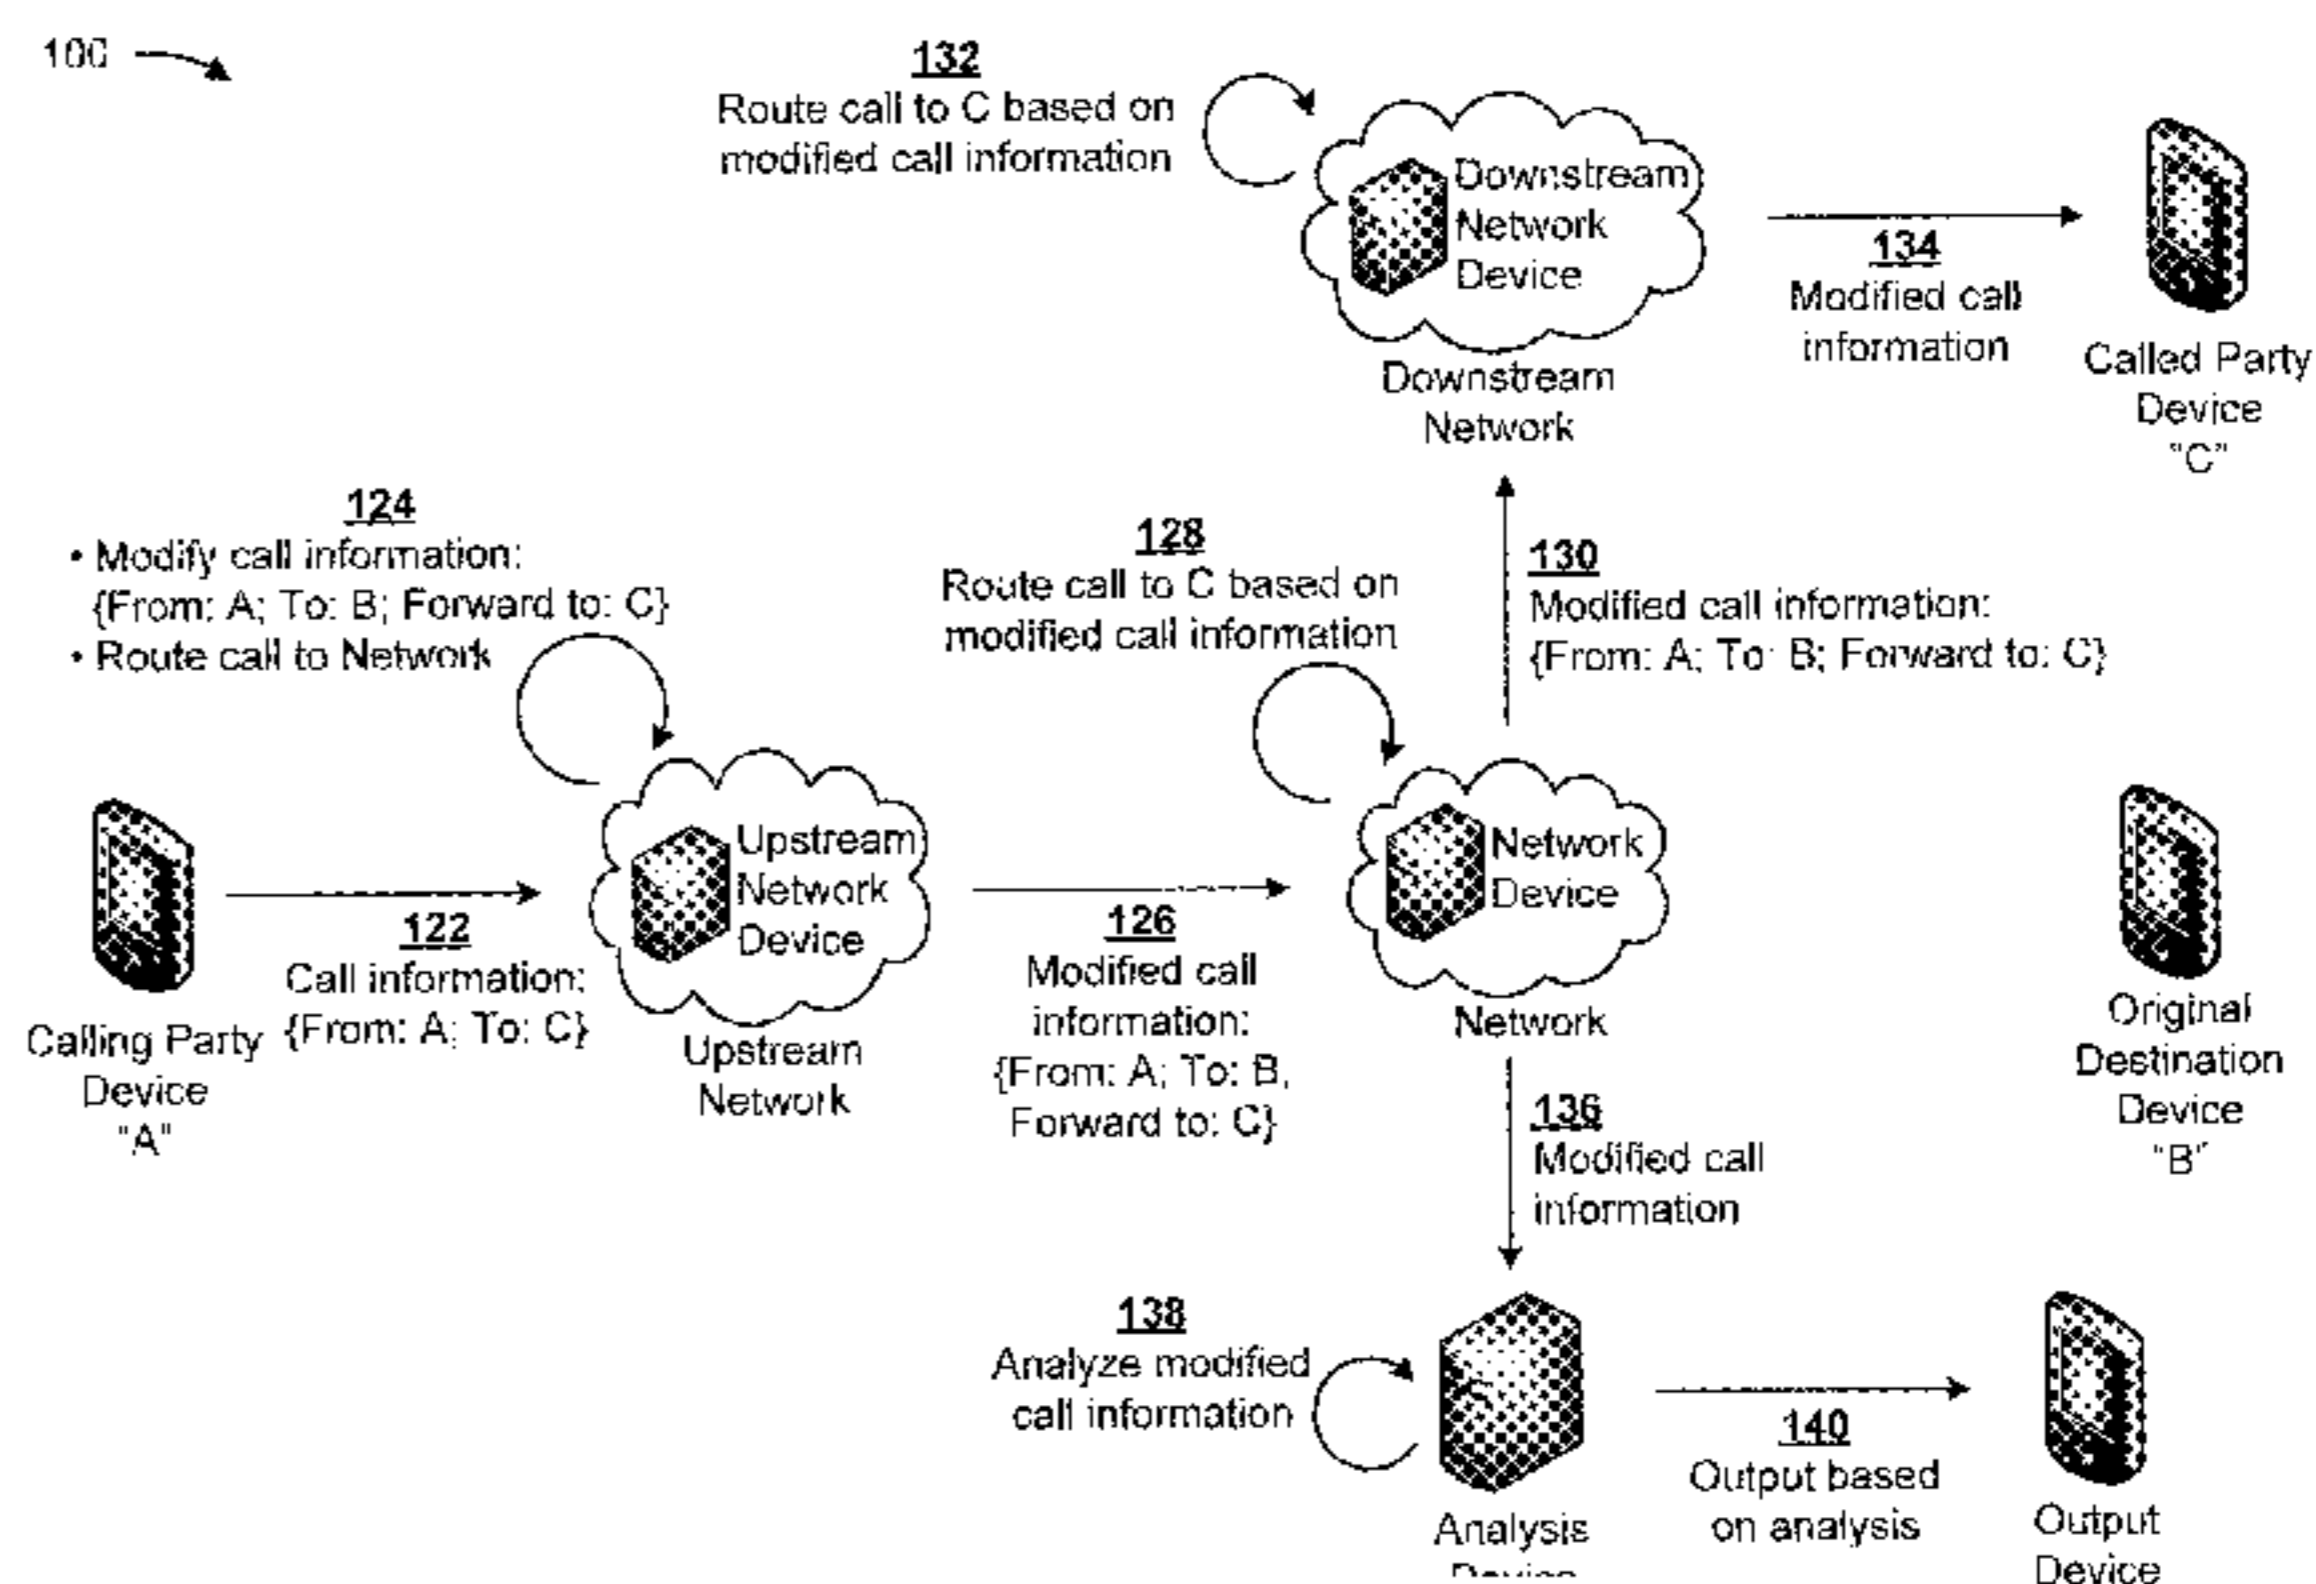 100
132
Route call to C based on
modified call information
Downstream
Network
Device
Downstream
Network
134
Modified call
information
Called Party
Device
"C"
124
• Modify call information:
{From: A; To: B; Forward to: C}
• Route call to Network
128
Route call to C based on
modified call information
130
Modified call information:
{From: A; To: B; Forward to: C}
Calling Party
Device
"A"
122
Call information:
{From: A; To: C}
Upstream
Network
Device
Upstream
Network
126
Modified call
information:
{From: A; To: B,
Forward to: C}
Network
Device
Network
Original
Destination
Device
"B"
136
Modified call
information
138
Analyze modified
call information
Analysis
Device
140
Output based
on analysis
Output
Device